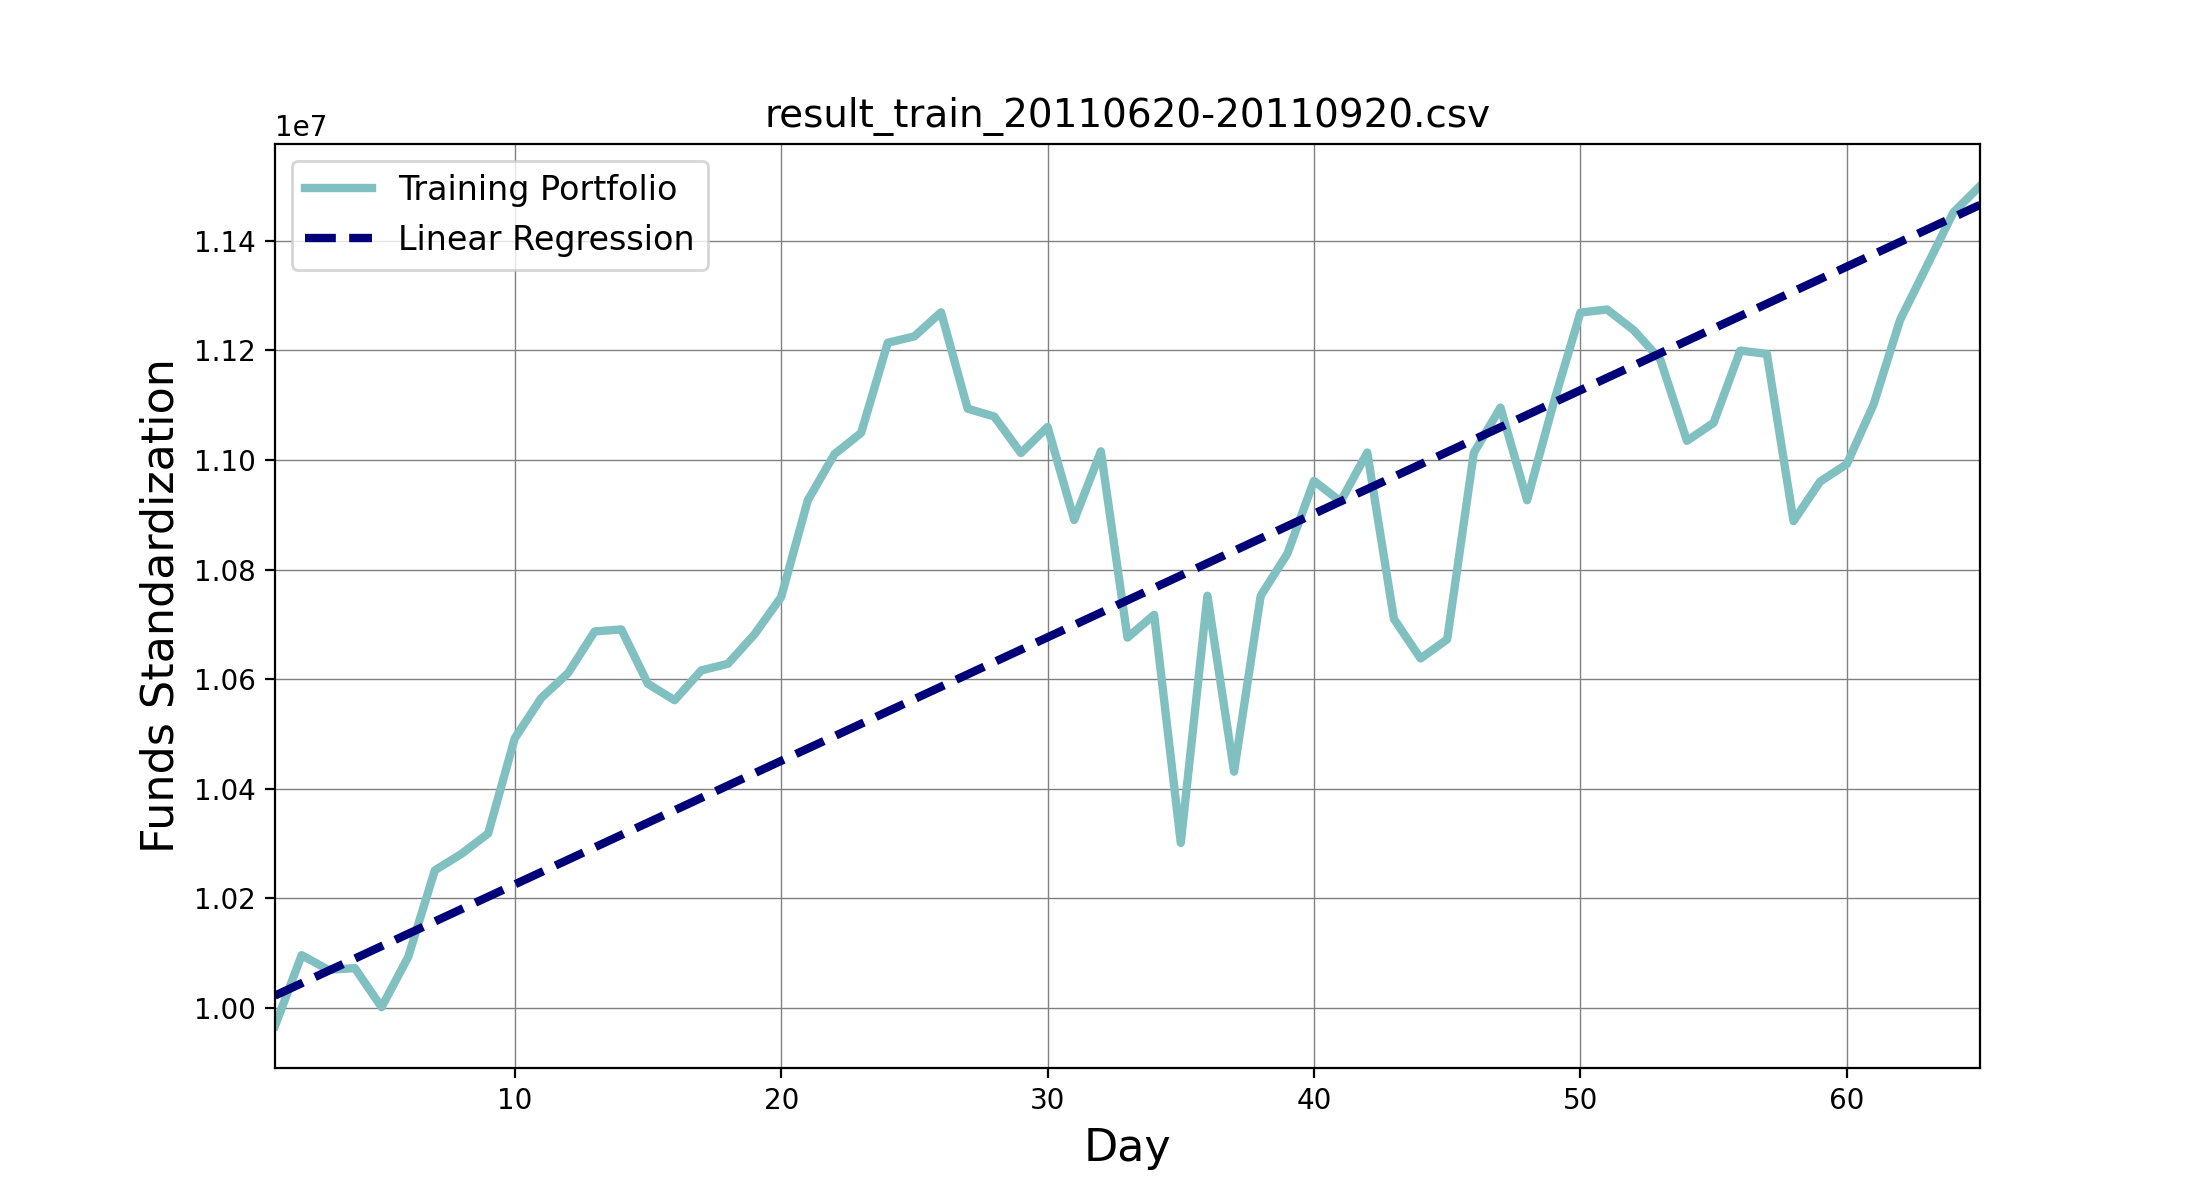 result_train_20110620-20110920.csv
1e7
Training Portfolio
Linear Regression
1.14
1.12
1.10
1.08
1.06
1.04
1.02
1.00
Funds Standardization
10 20 30 40 50 60
Day